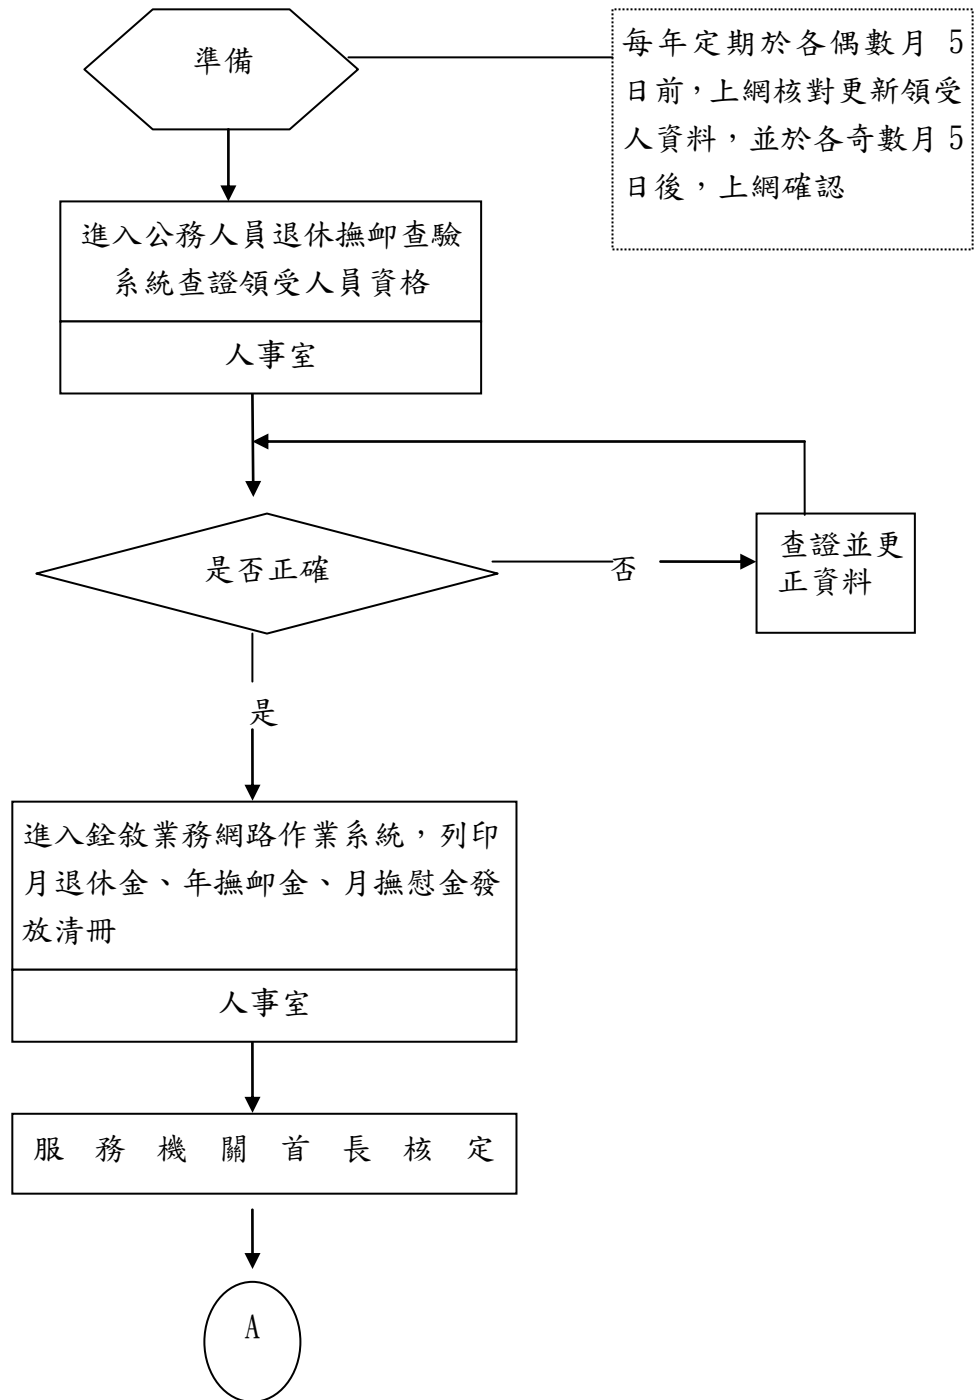 準備
每年定期於各偶數月 5
日前，上網核對更新領受
人資料，並於各奇數月 5
日後，上網確認
進入公務人員退休撫卹查驗
系統查證領受人員資格
人事室
是否正確
否
查證並更
正資料
是
進入銓敘業務網路作業系統，列印
月退休金、年撫卹金、月撫慰金發
放清冊
人事室
服務機關首長核定
A